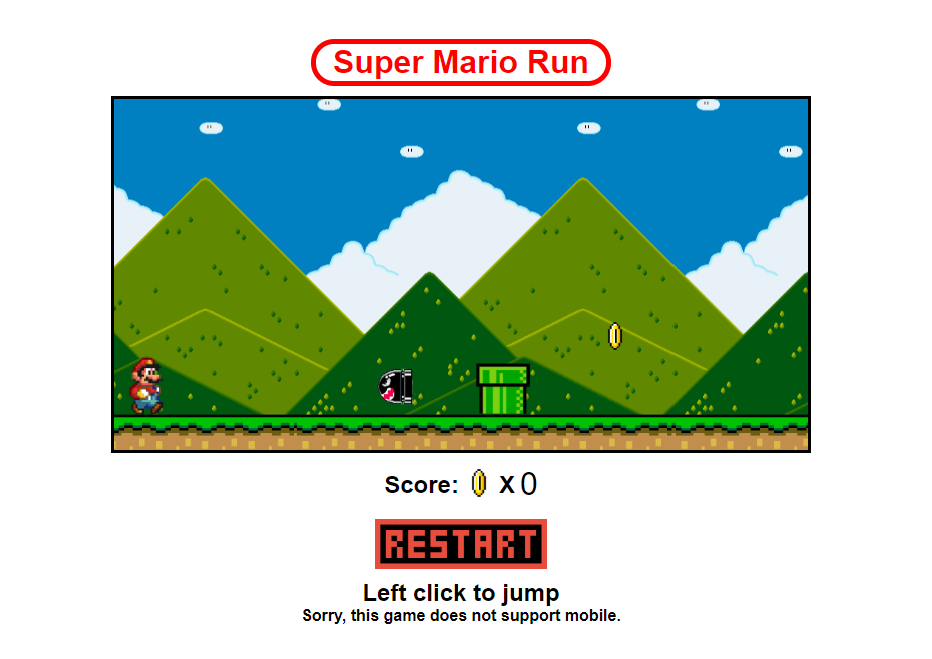 Super Mario Run
Score: X 0
RESTART
Left click to jump
Sorry, this game does not support mobile.